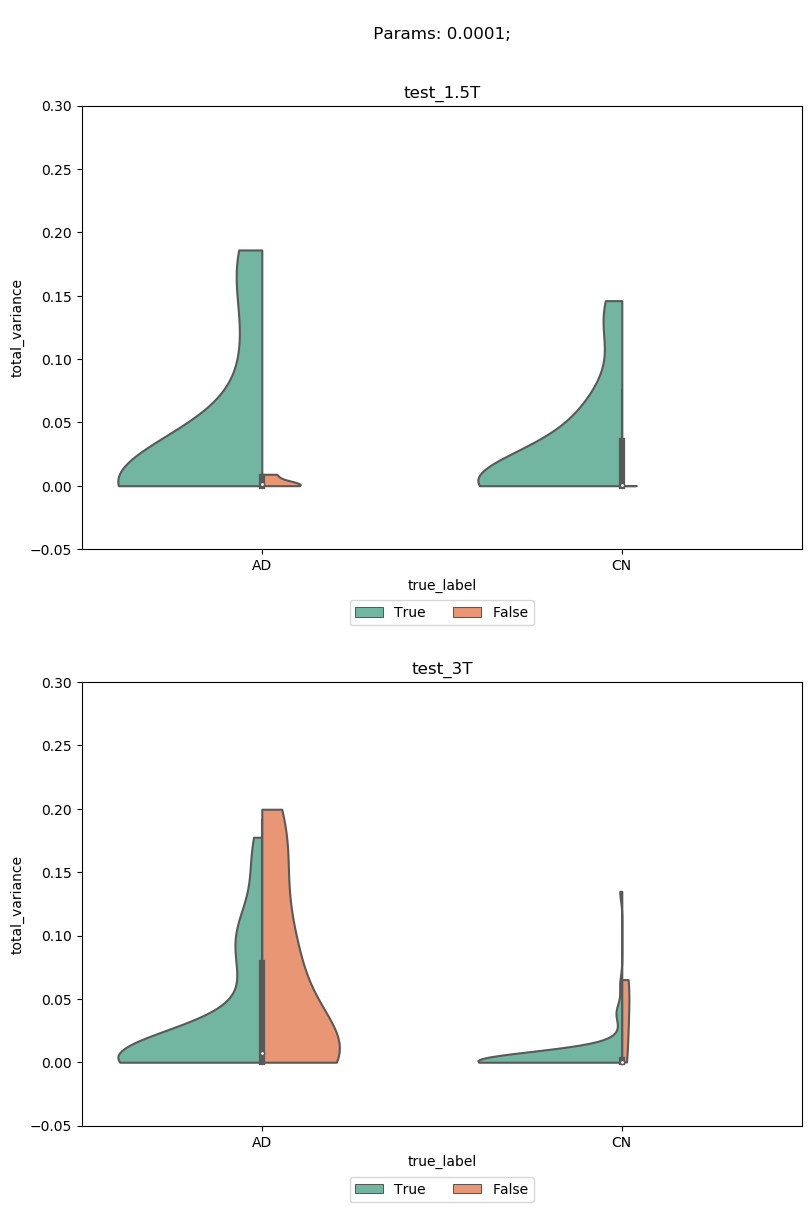 Params: 0.0001;
test_1.5T
0.30
0.25
0.20
0.15
0.10
0.05
0.00
−0.05
total_variance
AD CN
true_label
True False
test_3T
0.30
0.25
0.20
0.15
0.10
0.05
0.00
−0.05
total_variance
AD CN
true_label
True False